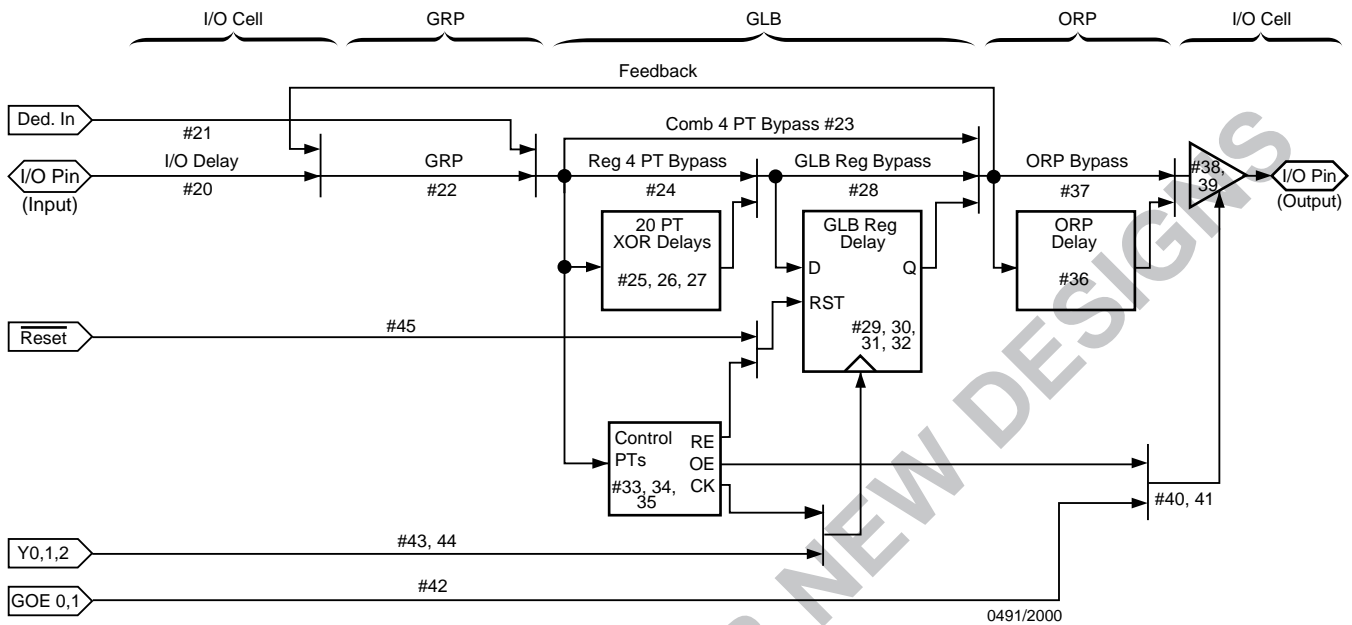 I/O Cell
GRP
GLB
ORP
I/O Cell
Feedback
Ded. In
#21
Comb 4 PT Bypass #23
I/O Pin
(Input)
I/O Delay
#20
GRP
#22
Reg 4 PT Bypass
#24
GLB Reg Bypass
#28
ORP Bypass
#37
#38,
39
I/O Pin
(Output)
20 PT
XOR Delays
#25, 26, 27
GLB Reg
Delay
D
Q
RST
#29, 30,
31, 32
ORP
Delay
#36
Reset
#45
Control
PTs
#33, 34,
35
RE
OE
CK
#40, 41
Y0,1,2
#43, 44
GOE 0,1
#42
0491/2000
NEW DESIGNS